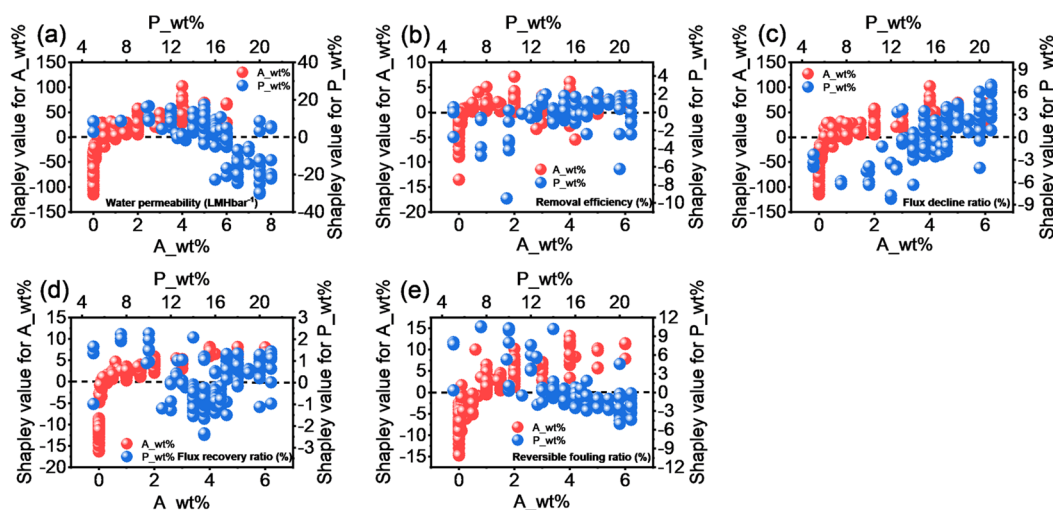 P_wt%
4 8 12 16 20
(a)
Shapley value for A_wt%
150
100
50
0
-50
-100
-150
A_wt%
P_wt%
Water permeability (LMHbar⁻¹)
40
20
0
-20
-40
Shapley value for P_wt%
0 2 4 6 8
A_wt%
P_wt%
4 8 12 16 20
(b)
Shapley value for A_wt%
10
5
0
-5
-10
-15
-20
A_wt%
P_wt%
Removal efficiency (%)
4
2
0
-2
-4
-6
-8
-10
Shapley value for P_wt%
0 2 4 6
A_wt%
P_wt%
4 8 12 16 20
(c)
Shapley value for A_wt%
150
100
50
0
-50
-100
-150
A_wt%
P_wt%
Flux decline ratio (%)
9
6
3
0
-3
-6
-9
Shapley value for P_wt%
0 2 4 6
A_wt%
P_wt%
4 8 12 16 20
(d)
Shapley value for A_wt%
15
10
5
0
-5
-10
-15
-20
A_wt%
P_wt%
Flux recovery ratio (%)
3
2
1
0
-1
-2
-3
Shapley value for P_wt%
0 2 4 6
A_wt%
P_wt%
4 8 12 16 20
(e)
Shapley value for A_wt%
15
10
5
0
-5
-10
-15
A_wt%
P_wt%
Reversible fouling ratio (%)
12
9
6
3
0
-3
-6
-9
-12
Shapley value for P_wt%
0 2 4 6
A_wt%